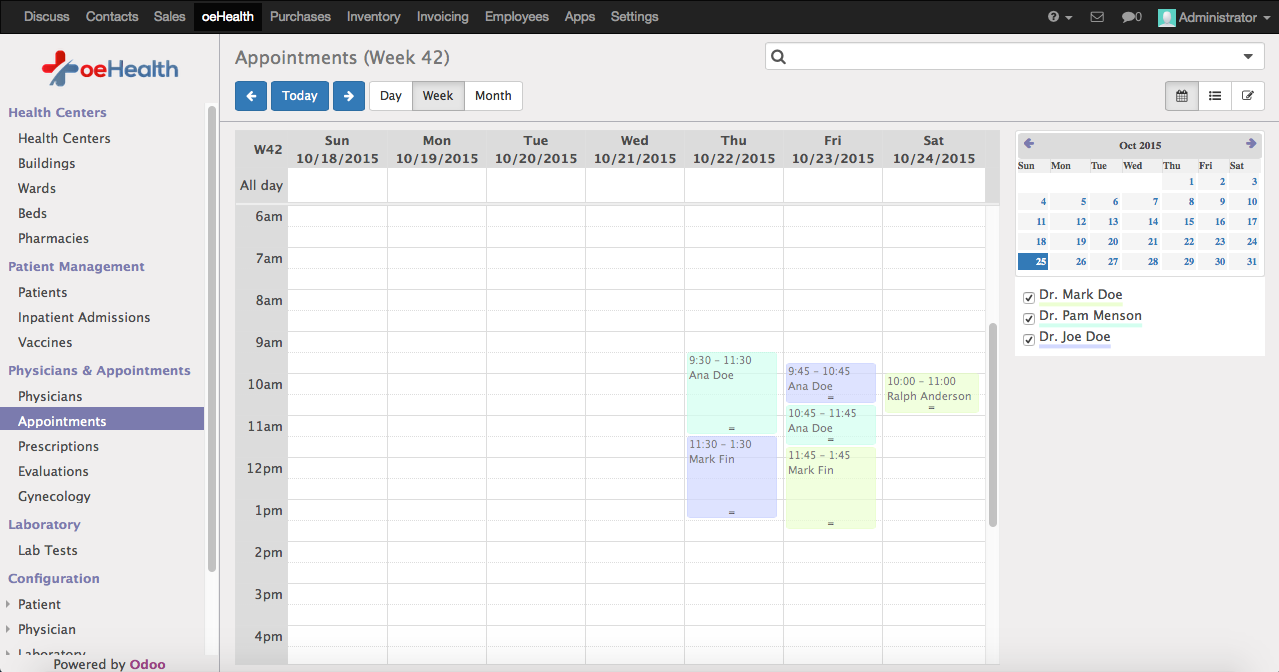 Discuss Contacts Sales oeHealth Purchases Inventory Invoicing Employees Apps Settings ? 0 Administrator
oeHealth
Health Centers
Health Centers
Buildings
Wards
Beds
Pharmacies
Patient Management
Patients
Inpatient Admissions
Vaccines
Physicians & Appointments
Physicians
Appointments
Prescriptions
Evaluations
Gynecology
Laboratory
Lab Tests
Configuration
Patient
Physician
Laboratory
Powered by Odoo
Appointments (Week 42)
Today Day Week Month
W42 Sun 10/18/2015 Mon 10/19/2015 Tue 10/20/2015 Wed 10/21/2015 Thu 10/22/2015 Fri 10/23/2015 Sat 10/24/2015
All day
6am
7am
8am
9am
10am
11am
12pm
1pm
2pm
3pm
4pm
9:30 – 11:30
Ana Doe
=
11:30 – 1:30
Mark Fin
=
9:45 – 10:45
Ana Doe
=
10:45 – 11:45
Ana Doe
=
11:45 – 1:45
Mark Fin
=
10:00 – 11:00
Ralph Anderson
=
Oct 2015
Sun Mon Tue Wed Thu Fri Sat
1 2 3
4 5 6 7 8 9 10
11 12 13 14 15 16 17
18 19 20 21 22 23 24
25 26 27 28 29 30 31
Dr. Mark Doe
Dr. Pam Menson
Dr. Joe Doe